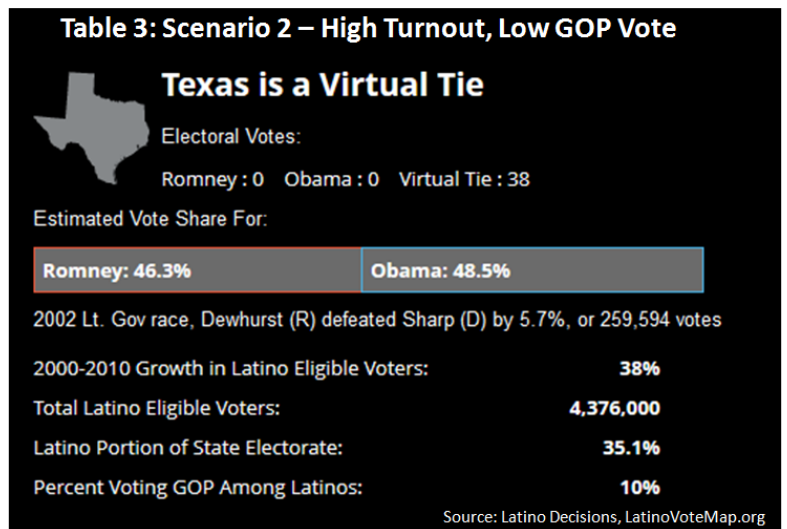 Table 3: Scenario 2 – High Turnout, Low GOP Vote
Texas is a Virtual Tie
Electoral Votes:
Romney : 0 Obama : 0 Virtual Tie : 38
Estimated Vote Share For:
Romney: 46.3% Obama: 48.5%
2002 Lt. Gov race, Dewhurst (R) defeated Sharp (D) by 5.7%, or 259,594 votes
2000-2010 Growth in Latino Eligible Voters: 38%
Total Latino Eligible Voters: 4,376,000
Latino Portion of State Electorate: 35.1%
Percent Voting GOP Among Latinos: 10%
Source: Latino Decisions, LatinoVoteMap.org